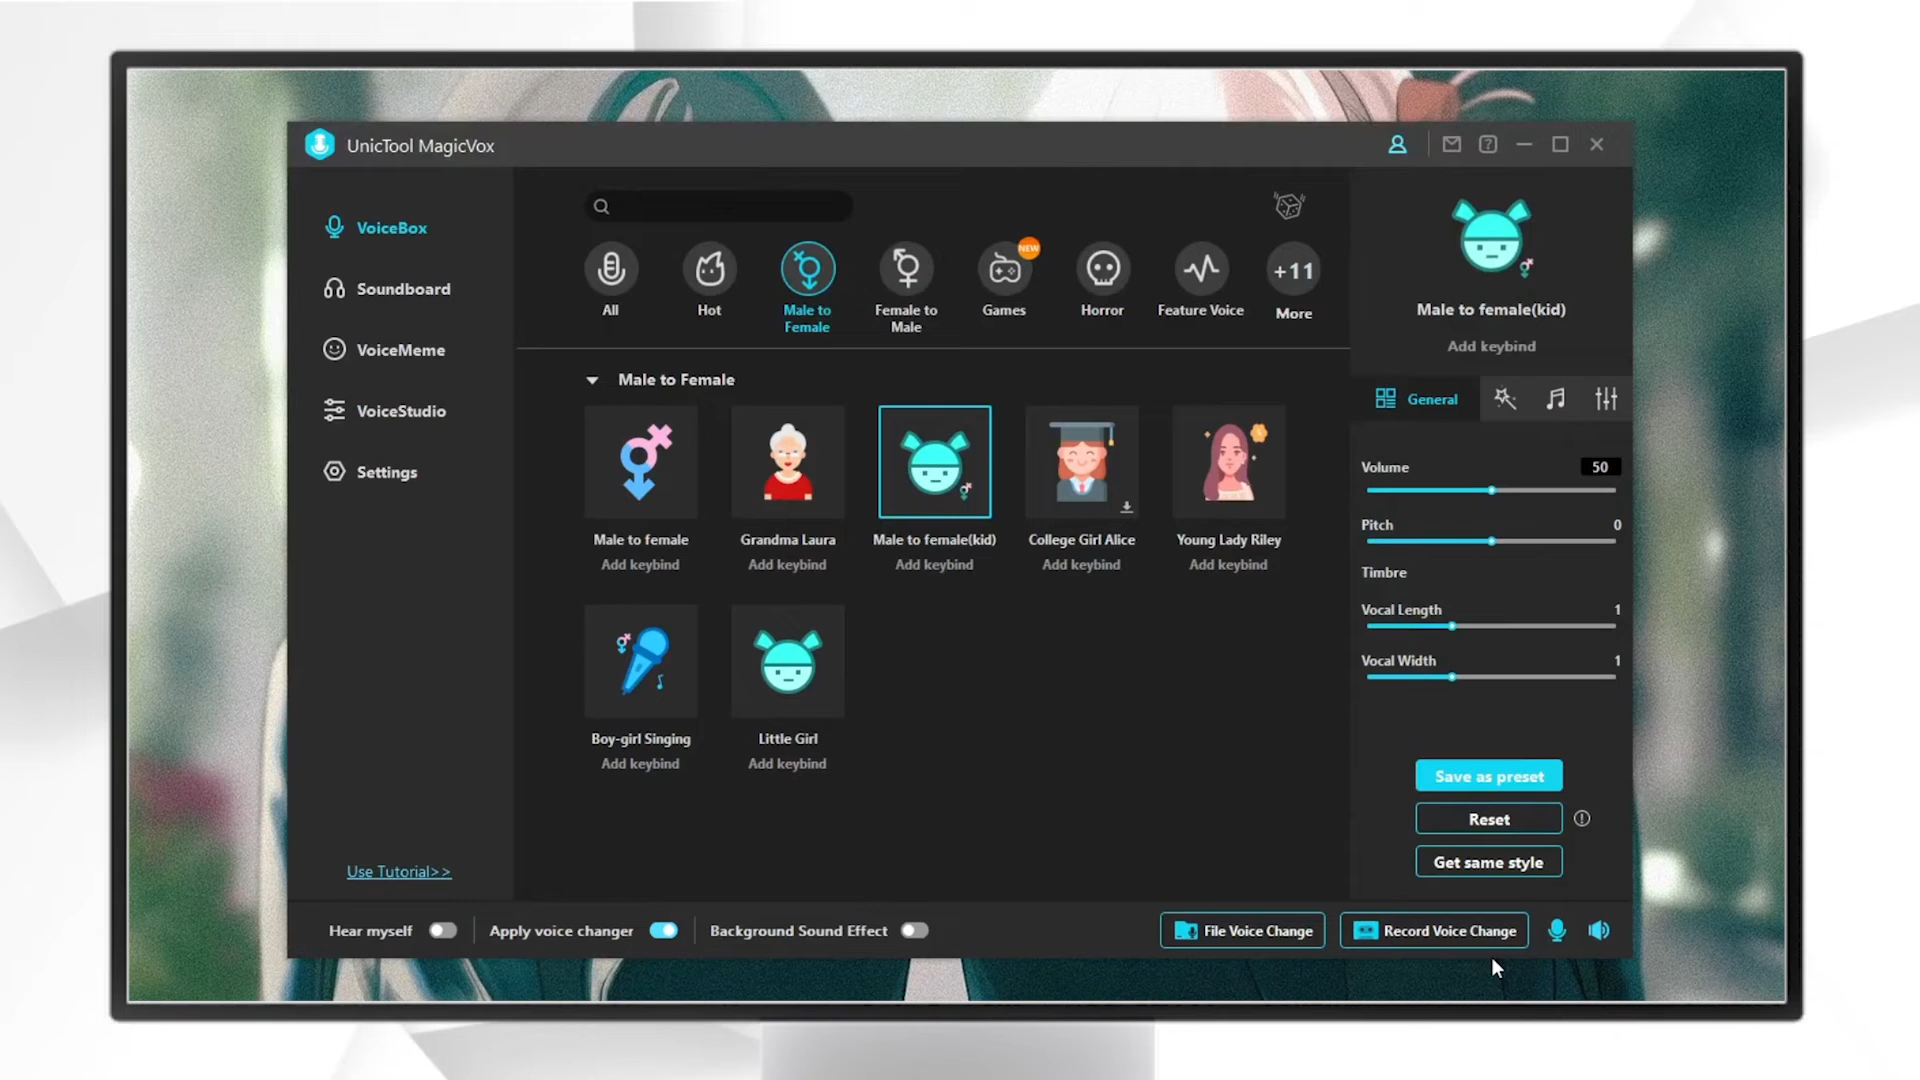 UnicTool MagicVox
VoiceBox
Soundboard
VoiceMeme
VoiceStudio
Settings
Use Tutorial>>
All
Hot
Male to
Female
Female to
Male
NEW
Games
Horror
Feature Voice
+11
More
Male to Female
Male to female
Add keybind
Grandma Laura
Add keybind
Male to female(kid)
Add keybind
College Girl Alice
Add keybind
Young Lady Riley
Add keybind
Boy-girl Singing
Add keybind
Little Girl
Add keybind
Male to female(kid)
Add keybind
General
Volume 50
Pitch 0
Timbre
Vocal Length 1
Vocal Width 1
Save as preset
Reset
Get same style
Hear myself
Apply voice changer
Background Sound Effect
File Voice Change
Record Voice Change